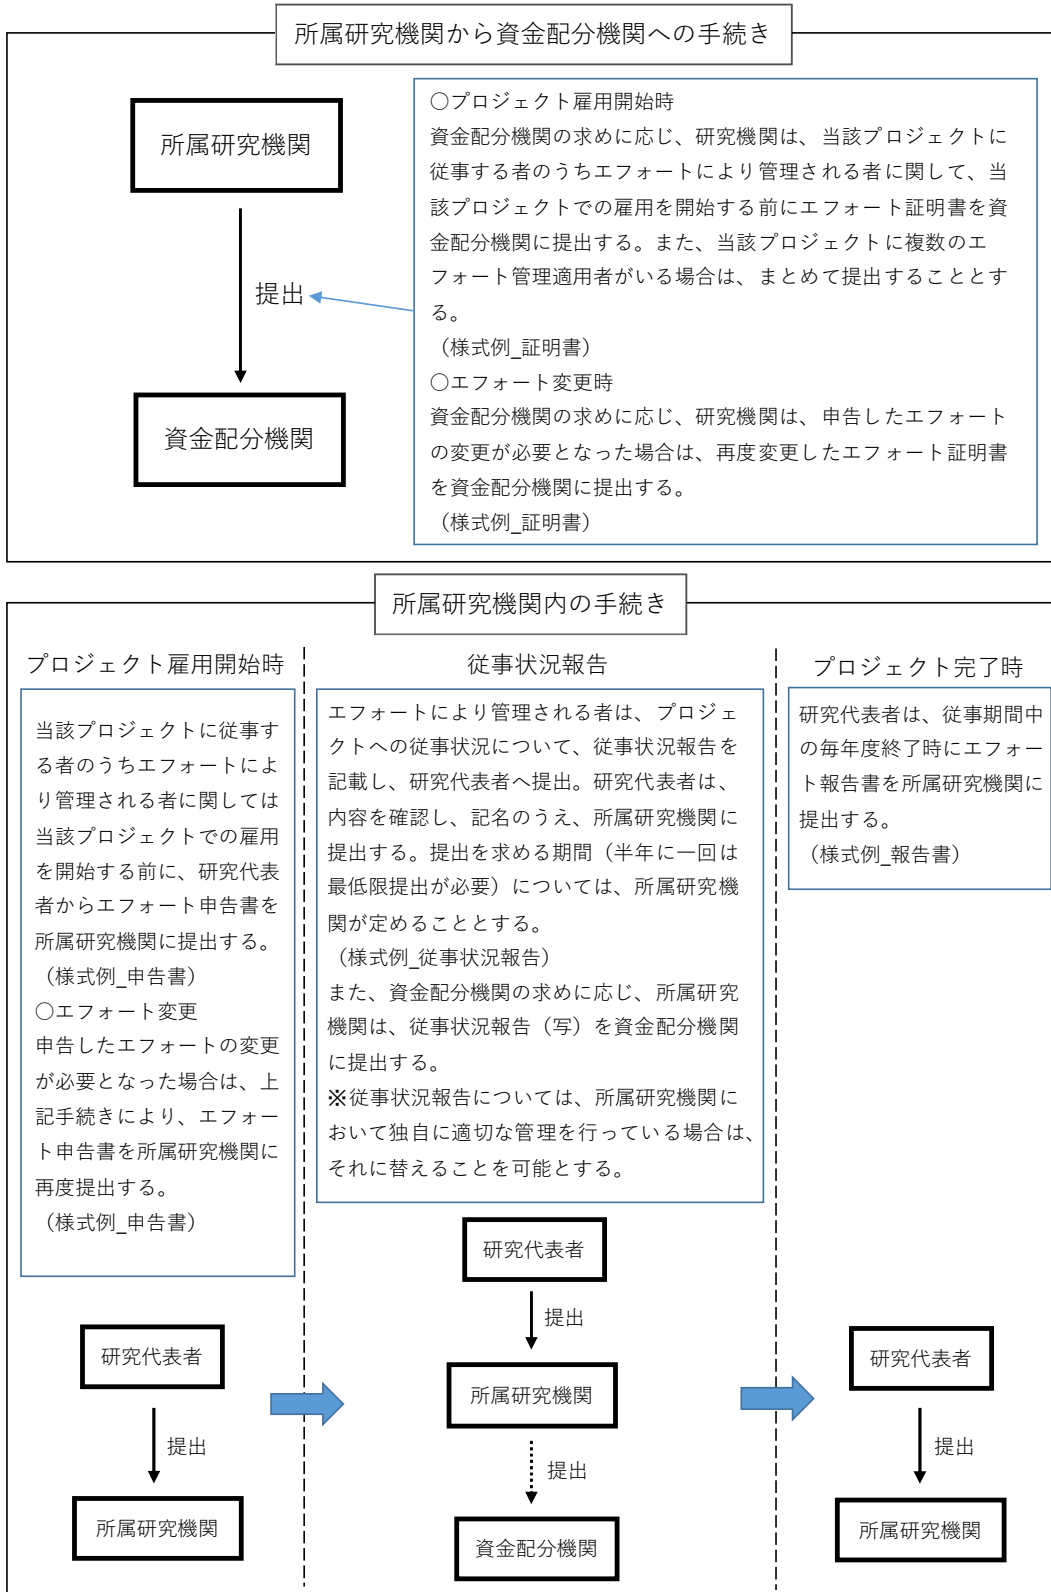 所属研究機関から資金配分機関への手続き
所属研究機関
提出
資金配分機関
○プロジェクト雇用開始時
資金配分機関の求めに応じ、研究機関は、当該プロジェクトに
従事する者のうちエフォートにより管理される者に関して、当
該プロジェクトでの雇用を開始する前にエフォート証明書を資
金配分機関に提出する。また、当該プロジェクトに複数のエ
フォート管理適用者がいる場合は、まとめて提出することとす
る。
（様式例_証明書）
○エフォート変更時
資金配分機関の求めに応じ、研究機関は、申告したエフォート
の変更が必要となった場合は、再度変更したエフォート証明書
を資金配分機関に提出する。
（様式例_証明書）
所属研究機関内の手続き
プロジェクト雇用開始時
当該プロジェクトに従事す
る者のうちエフォートによ
り管理される者に関しては
当該プロジェクトでの雇用
を開始する前に、研究代表
者からエフォート申告書を
所属研究機関に提出する。
（様式例_申告書）
○エフォート変更
申告したエフォートの変更
が必要となった場合は、上
記手続きにより、エフォー
ト申告書を所属研究機関に
再度提出する。
（様式例_申告書）
研究代表者
提出
所属研究機関
従事状況報告
エフォートにより管理される者は、プロジェ
クトへの従事状況について、従事状況報告を
記載し、研究代表者へ提出。研究代表者は、
内容を確認し、記名のうえ、所属研究機関に
提出する。提出を求める期間（半年に一回は
最低限提出が必要）については、所属研究機
関が定めることとする。
（様式例_従事状況報告）
また、資金配分機関の求めに応じ、所属研究
機関は、従事状況報告（写）を資金配分機関
に提出する。
※従事状況報告については、所属研究機関に
おいて独自に適切な管理を行っている場合は、
それに替えることを可能とする。
研究代表者
提出
所属研究機関
提出
資金配分機関
プロジェクト完了時
研究代表者は、従事期間中
の毎年度終了時にエフォー
ト報告書を所属研究機関に
提出する。
（様式例_報告書）
研究代表者
提出
所属研究機関